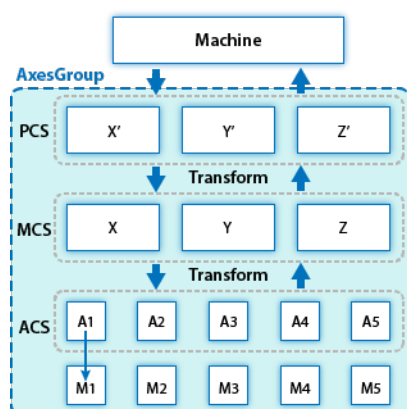 Machine
AxesGroup
PCS X' Y' Z'
Transform
MCS X Y Z
Transform
ACS A1 A2 A3 A4 A5
M1 M2 M3 M4 M5